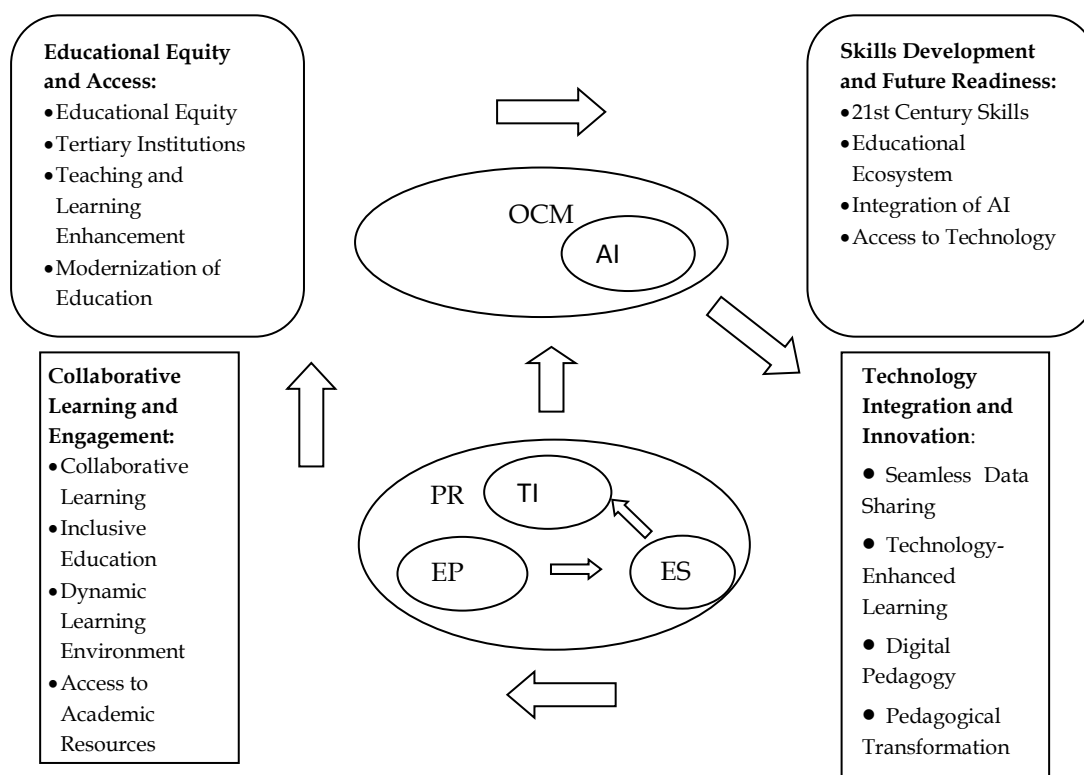 Educational Equity
and Access:
•Educational Equity
•Tertiary Institutions
•Teaching and
Learning
Enhancement
•Modernization of
Education
Skills Development
and Future Readiness:
•21st Century Skills
•Educational
Ecosystem
•Integration of AI
•Access to Technology
OCM
AI
Collaborative
Learning and
Engagement:
•Collaborative
Learning
•Inclusive
Education
•Dynamic
Learning
Environment
•Access to
Academic
Resources
PR
TI
EP
ES
Technology
Integration and
Innovation:
● Seamless Data
Sharing
● Technology-
Enhanced
Learning
● Digital
Pedagogy
● Pedagogical
Transformation